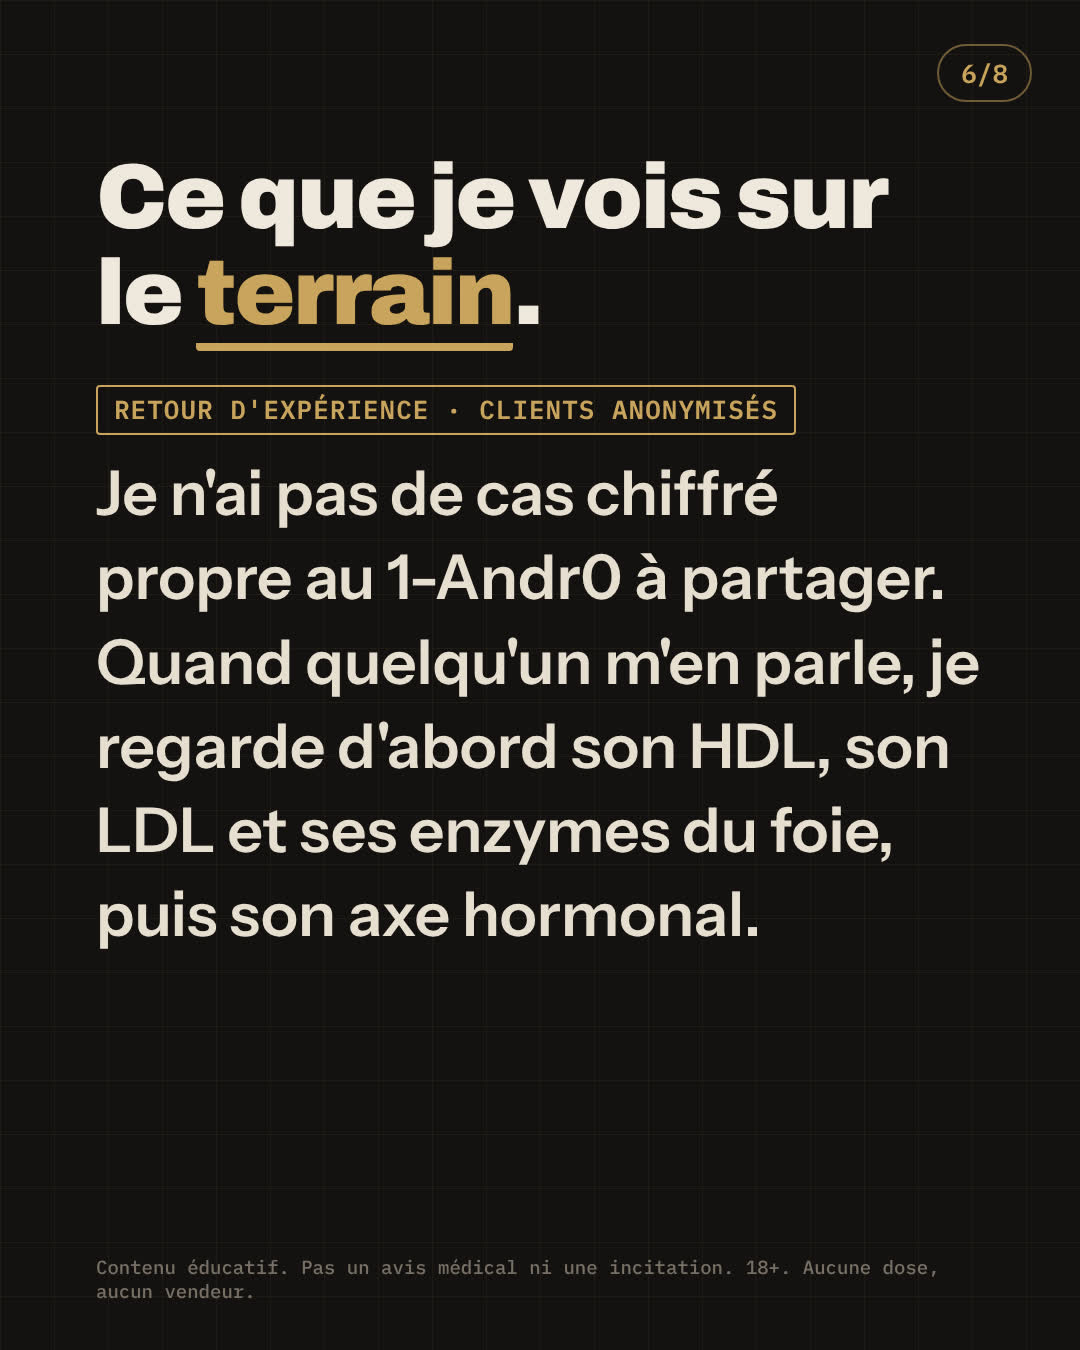 6/8
Ce que je vois sur
le terrain.
RETOUR D'EXPÉRIENCE · CLIENTS ANONYMISÉS
Je n'ai pas de cas chiffré
propre au 1-Andr0 à partager.
Quand quelqu'un m'en parle, je
regarde d'abord son HDL, son
LDL et ses enzymes du foie,
puis son axe hormonal.
Contenu éducatif. Pas un avis médical ni une incitation. 18+. Aucune dose,
aucun vendeur.